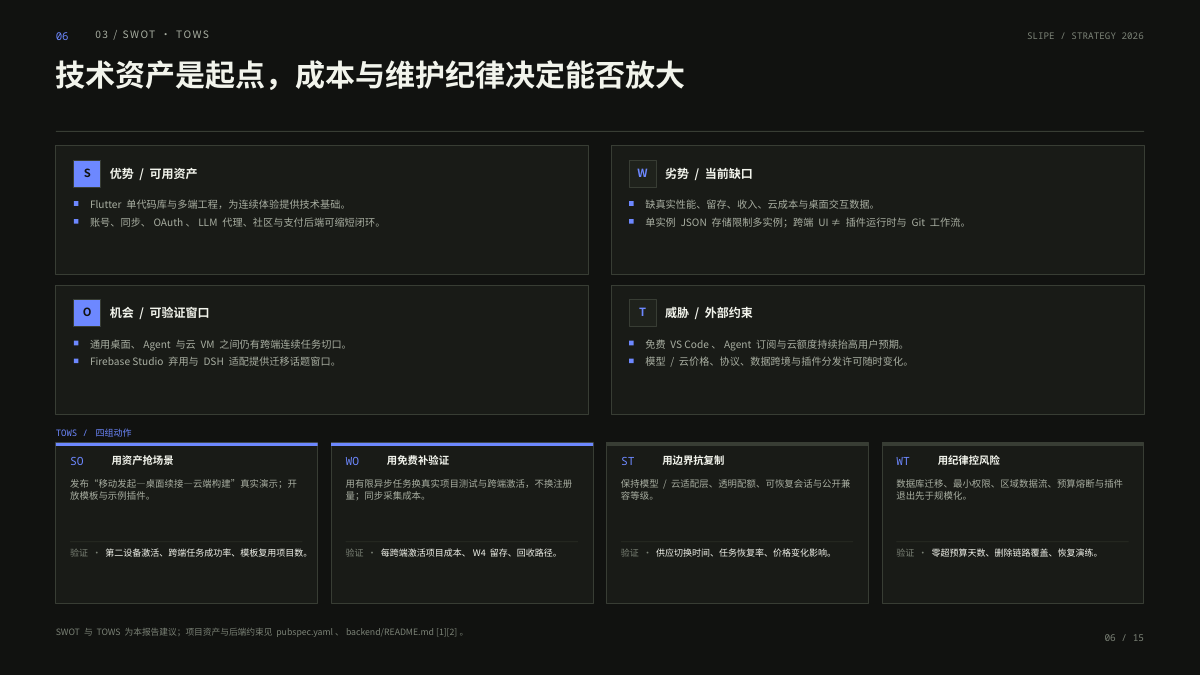 06 03 / SWOT · TOWS
SLIPE / STRATEGY 2026
技术资产是起点，成本与维护纪律决定能否放大
S 优势 / 可用资产
Flutter 单代码库与多端工程，为连续体验提供技术基础。
账号、同步、 OAuth 、 LLM 代理、社区与支付后端可缩短闭环。
W 劣势 / 当前缺口
缺真实性能、留存、收入、云成本与桌面交互数据。
单实例 JSON 存储限制多实例；跨端 UI ≠ 插件运行时与 Git 工作流。
O 机会 / 可验证窗口
通用桌面、 Agent 与云 VM 之间仍有跨端连续任务切口。
Firebase Studio 弃用与 DSH 适配提供迁移话题窗口。
T 威胁 / 外部约束
免费 VS Code 、 Agent 订阅与云额度持续抬高用户预期。
模型 / 云价格、协议、数据跨境与插件分发许可随时变化。
TOWS / 四组动作
SO 用资产抢场景
发布“移动发起—桌面续接—云端构建”真实演示；开
放模板与示例插件。
验证 · 第二设备激活、跨端任务成功率、模板复用项目数。
WO 用免费补验证
用有限异步任务换真实项目测试与跨端激活，不换注册
量；同步采集成本。
验证 · 每跨端激活项目成本、 W4 留存、回收路径。
ST 用边界抗复制
保持模型 / 云适配层、透明配额、可恢复会话与公开兼
容等级。
验证 · 供应切换时间、任务恢复率、价格变化影响。
WT 用纪律控风险
数据库迁移、最小权限、区域数据流、预算熔断与插件
退出先于规模化。
验证 · 零超预算天数、删除链路覆盖、恢复演练。
SWOT 与 TOWS 为本报告建议；项目资产与后端约束见 pubspec.yaml 、 backend/README.md [1][2] 。
06 / 15